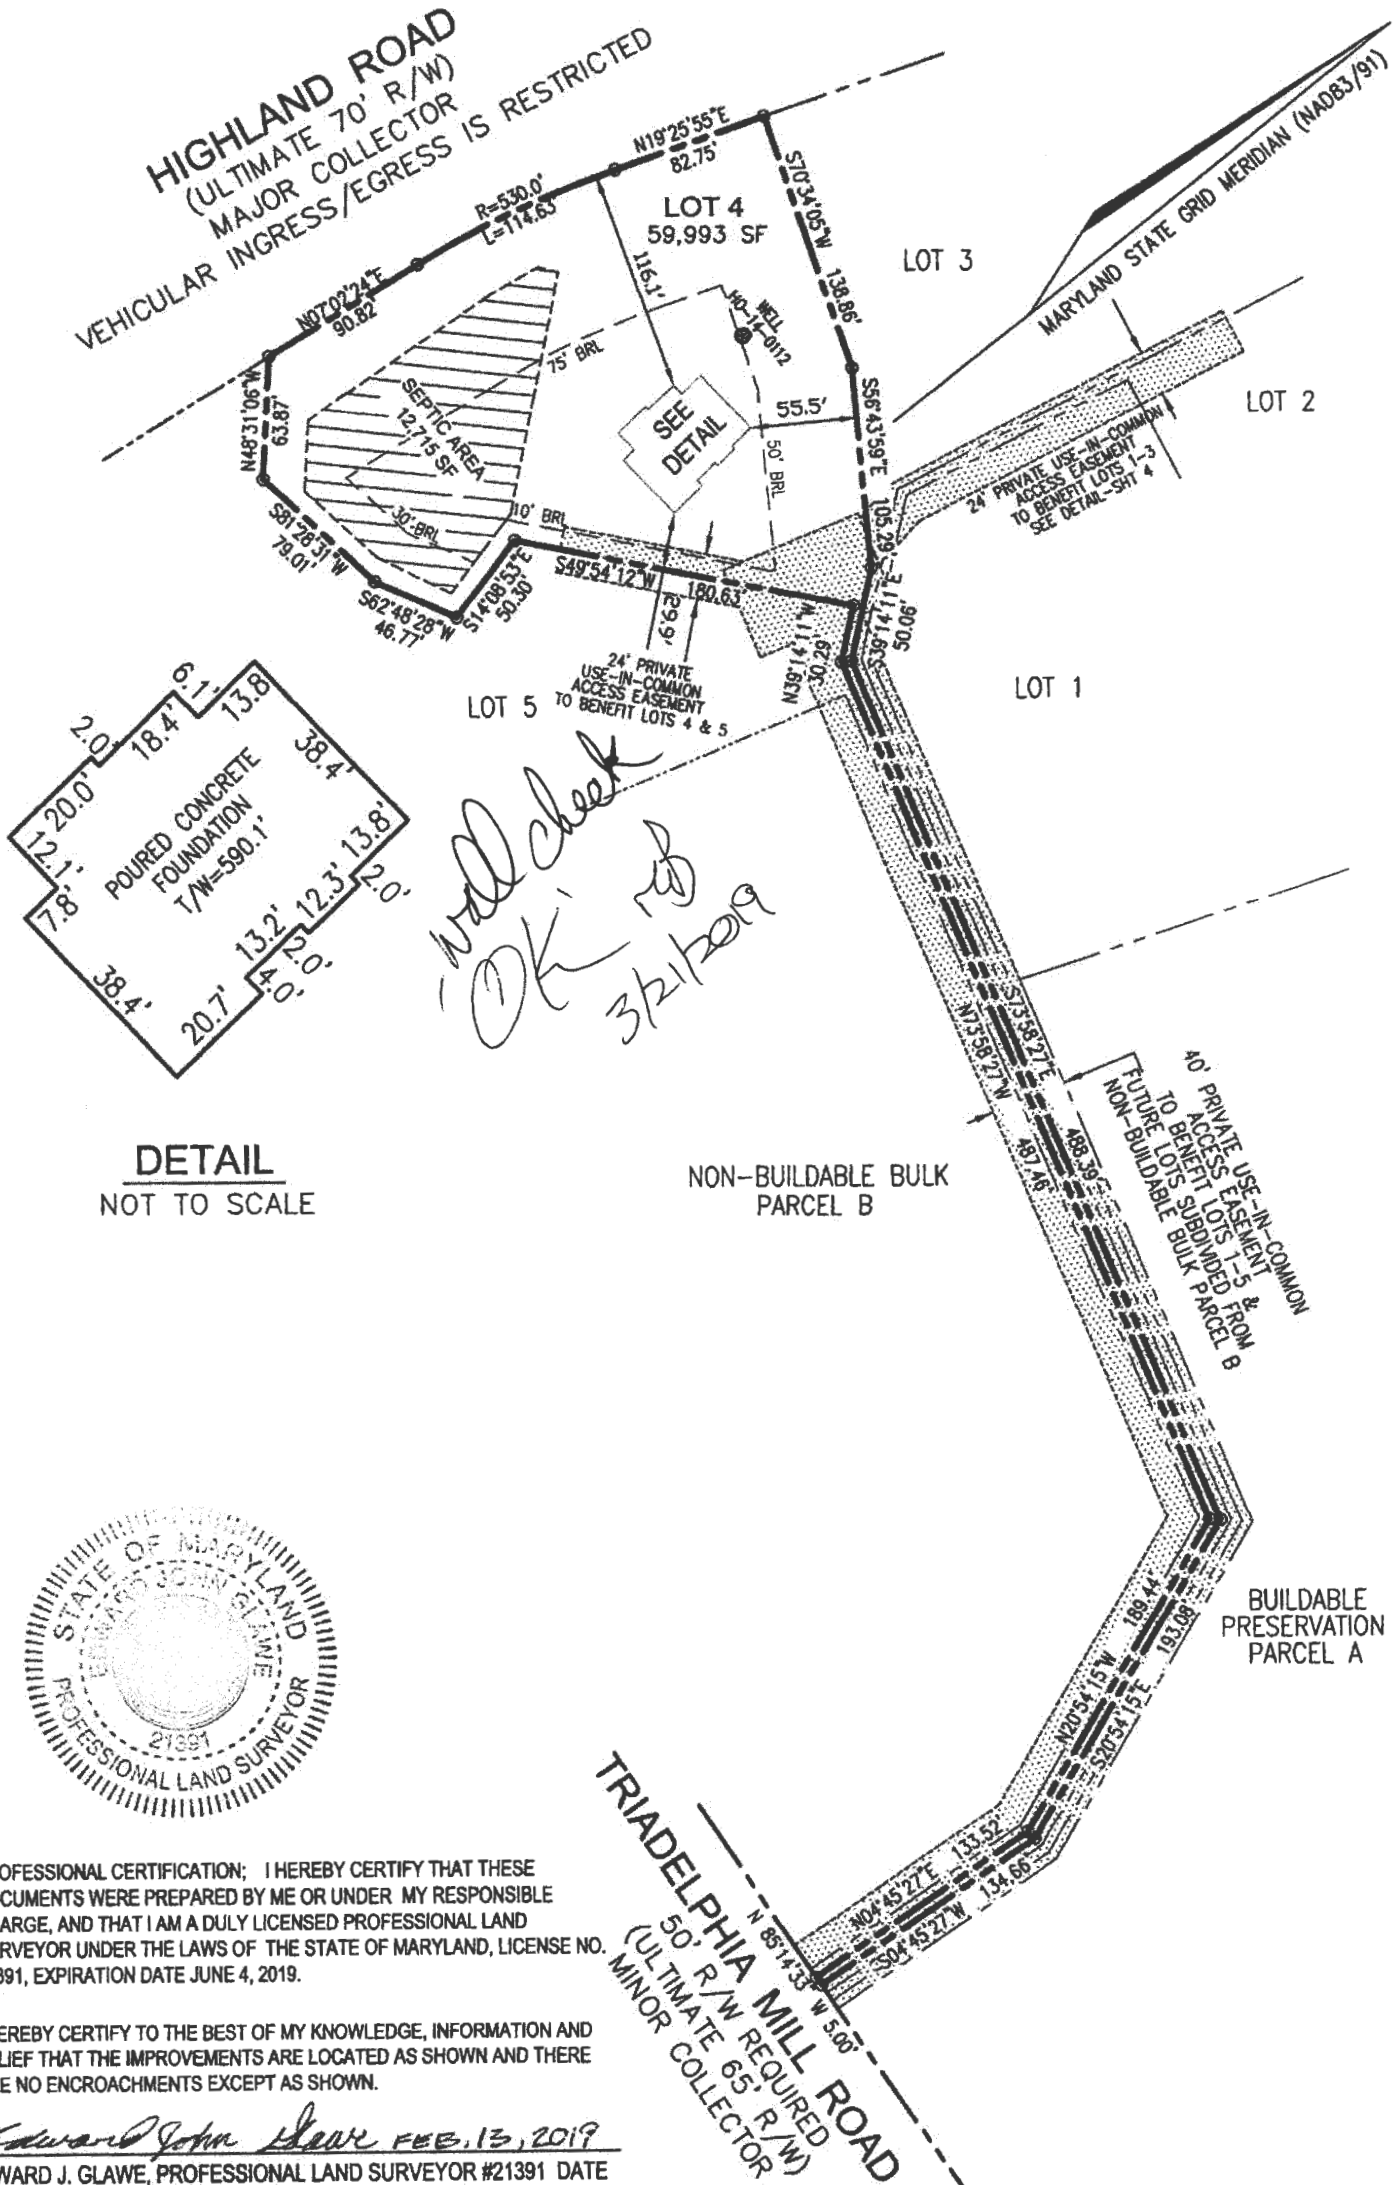 HIGHLAND ROAD
(ULTIMATE 70' R/W)
MAJOR COLLECTOR
VEHICULAR INGRESS/EGRESS IS RESTRICTED
N19°25'55"E
82.75'
R=530.0'
L=114.63'
N07°02'24"E
90.82'
LOT 4
59,993 SF
S70°34'05"W
138.86'
LOT 3
MARYLAND STATE GRID MERIDIAN (NAD83/91)
116.1'
WELL
HO-14-0112
75' BRL
N48°31'06"W
63.87'
SEPTIC AREA
12,715 SF
SEE
DETAIL
55.5'
S56°43'59"E
105.29'
LOT 2
24' PRIVATE USE-IN-COMMON
ACCESS EASEMENT
TO BENEFIT LOTS 1-3
SEE DETAIL-SHT 4
50' BRL
S81°28'31"W
79.01'
30' BRL
10' BRL
S49°54'12"W
180.63'
S62°48'28"W
46.77'
S14°08'53"E
50.30'
29.9'
N39°14'11"W
30.29'
S39°14'11"E
50.06'
24' PRIVATE
USE-IN-COMMON
ACCESS EASEMENT
TO BENEFIT LOTS 4 & 5
LOT 5
LOT 1
6.1'
13.8
2.0'
18.4'
38.4'
20.0'
12.1'
7.8'
POURED CONCRETE
FOUNDATION
T/W=590.1'
13.8'
2.0'
12.3'
2.0'
13.2'
4.0'
38.4'
20.7'
wall check
OK
3/21/2019
DETAIL
NOT TO SCALE
N73°58'27"W
487.46
S73°58'27"E
488.39'
40' PRIVATE USE-IN-COMMON
ACCESS EASEMENT
TO BENEFIT LOTS 1-5 &
FUTURE LOTS SUBDIVIDED FROM
NON-BUILDABLE BULK PARCEL B
NON-BUILDABLE BULK
PARCEL B
BUILDABLE
PRESERVATION
PARCEL A
N20°54'15"W
189.44'
S20°54'15"E
193.08
N04°45'27"E
133.52'
S04°45'27"W
134.66
N 85°14'33" W 5.00'
TRIADELPHIA MILL ROAD
50' R/W REQUIRED
(ULTIMATE 65' R/W)
MINOR COLLECTOR
STATE OF MARYLAND
EDWARD JOHN GLAWE
21391
PROFESSIONAL LAND SURVEYOR
OFESSIONAL CERTIFICATION; I HEREBY CERTIFY THAT THESE
CUMENTS WERE PREPARED BY ME OR UNDER MY RESPONSIBLE
ARGE, AND THAT I AM A DULY LICENSED PROFESSIONAL LAND
RVEYOR UNDER THE LAWS OF THE STATE OF MARYLAND, LICENSE NO.
391, EXPIRATION DATE JUNE 4, 2019.
EREBY CERTIFY TO THE BEST OF MY KNOWLEDGE, INFORMATION AND
LIEF THAT THE IMPROVEMENTS ARE LOCATED AS SHOWN AND THERE
E NO ENCROACHMENTS EXCEPT AS SHOWN.
Edward John Glawe FEB. 13, 2019
WARD J. GLAWE, PROFESSIONAL LAND SURVEYOR #21391 DATE